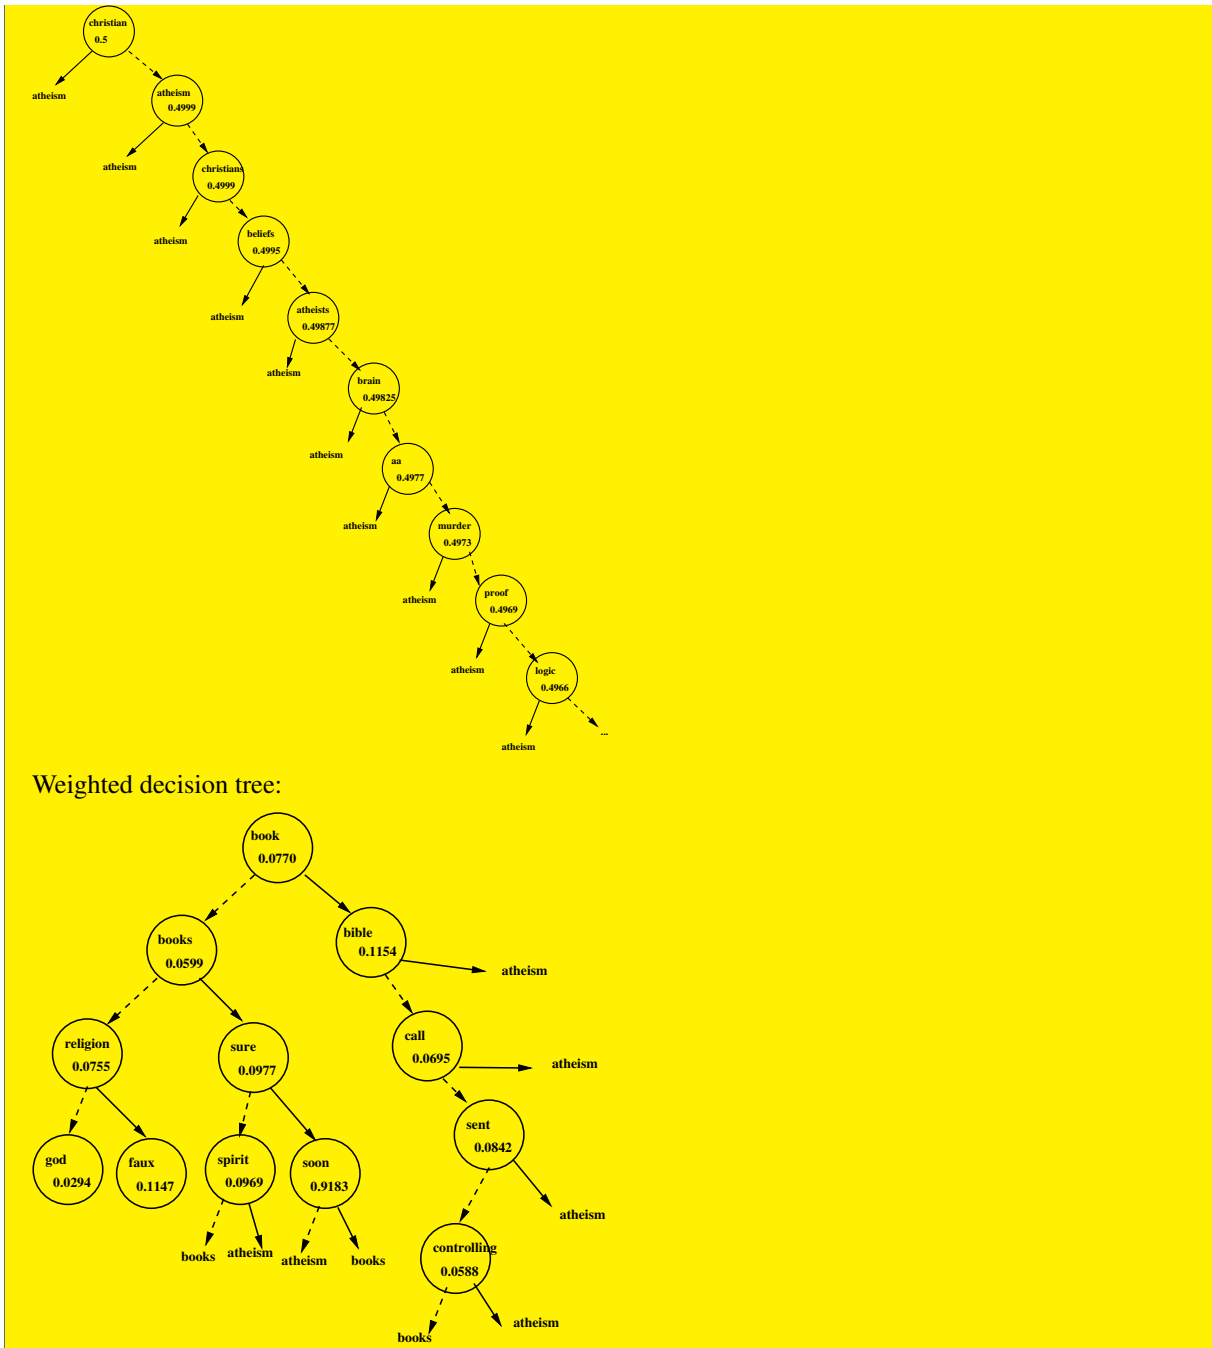 christian
0.5
atheism
atheism
0.4999
atheism
christians
0.4999
atheism
beliefs
0.4995
atheism
atheists
0.49877
atheism
brain
0.49825
atheism
aa
0.4977
atheism
murder
0.4973
atheism
proof
0.4969
atheism
logic
0.4966
...
atheism
Weighted decision tree:
book
0.0770
books
0.0599
bible
0.1154
atheism
religion
0.0755
sure
0.0977
call
0.0695
atheism
god
0.0294
faux
0.1147
spirit
0.0969
soon
0.9183
sent
0.0842
atheism
books
atheism
atheism
books
controlling
0.0588
atheism
books